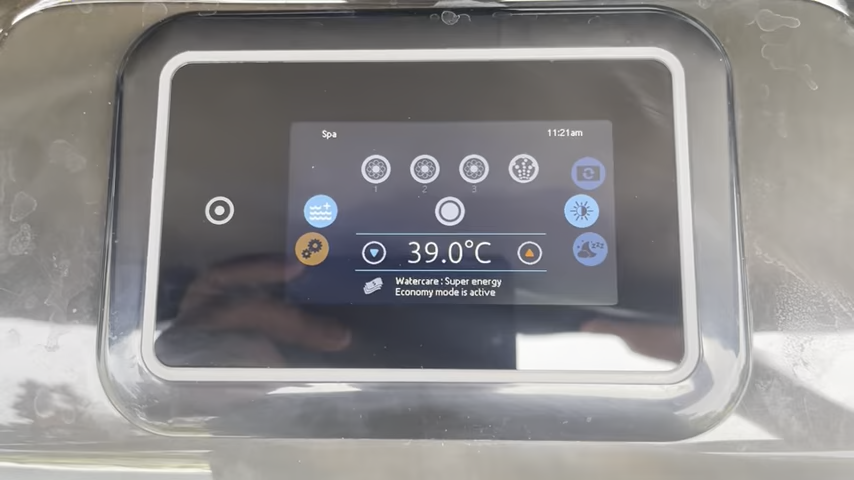 Spa 11:21am
1 2 3
39.0°C
Watercare : Super energy
Economy mode is active